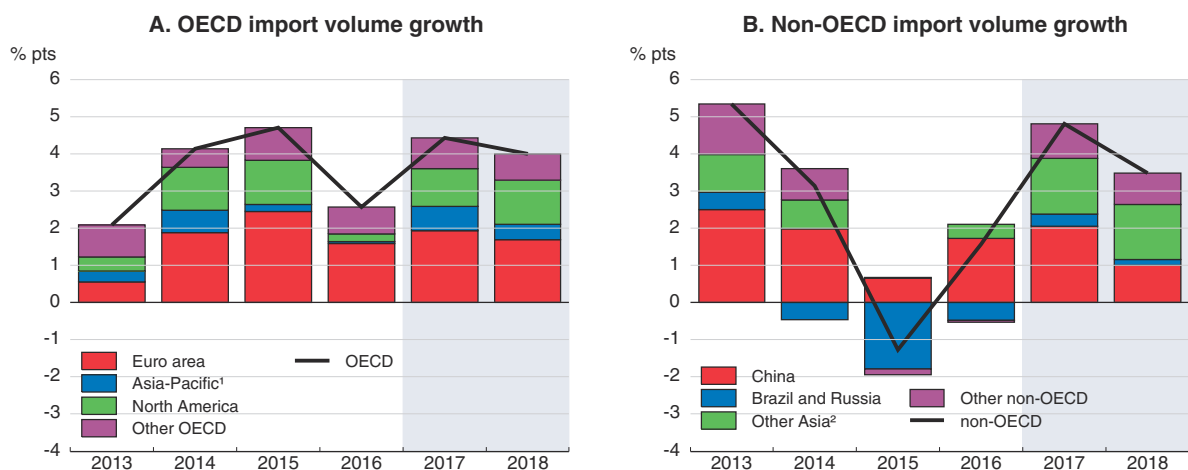 A. OECD import volume growth
% pts
6
5
4
3
2
1
0
-1
-2
-3
-4
Euro area
Asia-Pacific¹
North America
Other OECD
OECD
2013 2014 2015 2016 2017 2018
B. Non-OECD import volume growth
% pts
6
5
4
3
2
1
0
-1
-2
-3
-4
China
Brazil and Russia
Other Asia²
Other non-OECD
non-OECD
2013 2014 2015 2016 2017 2018